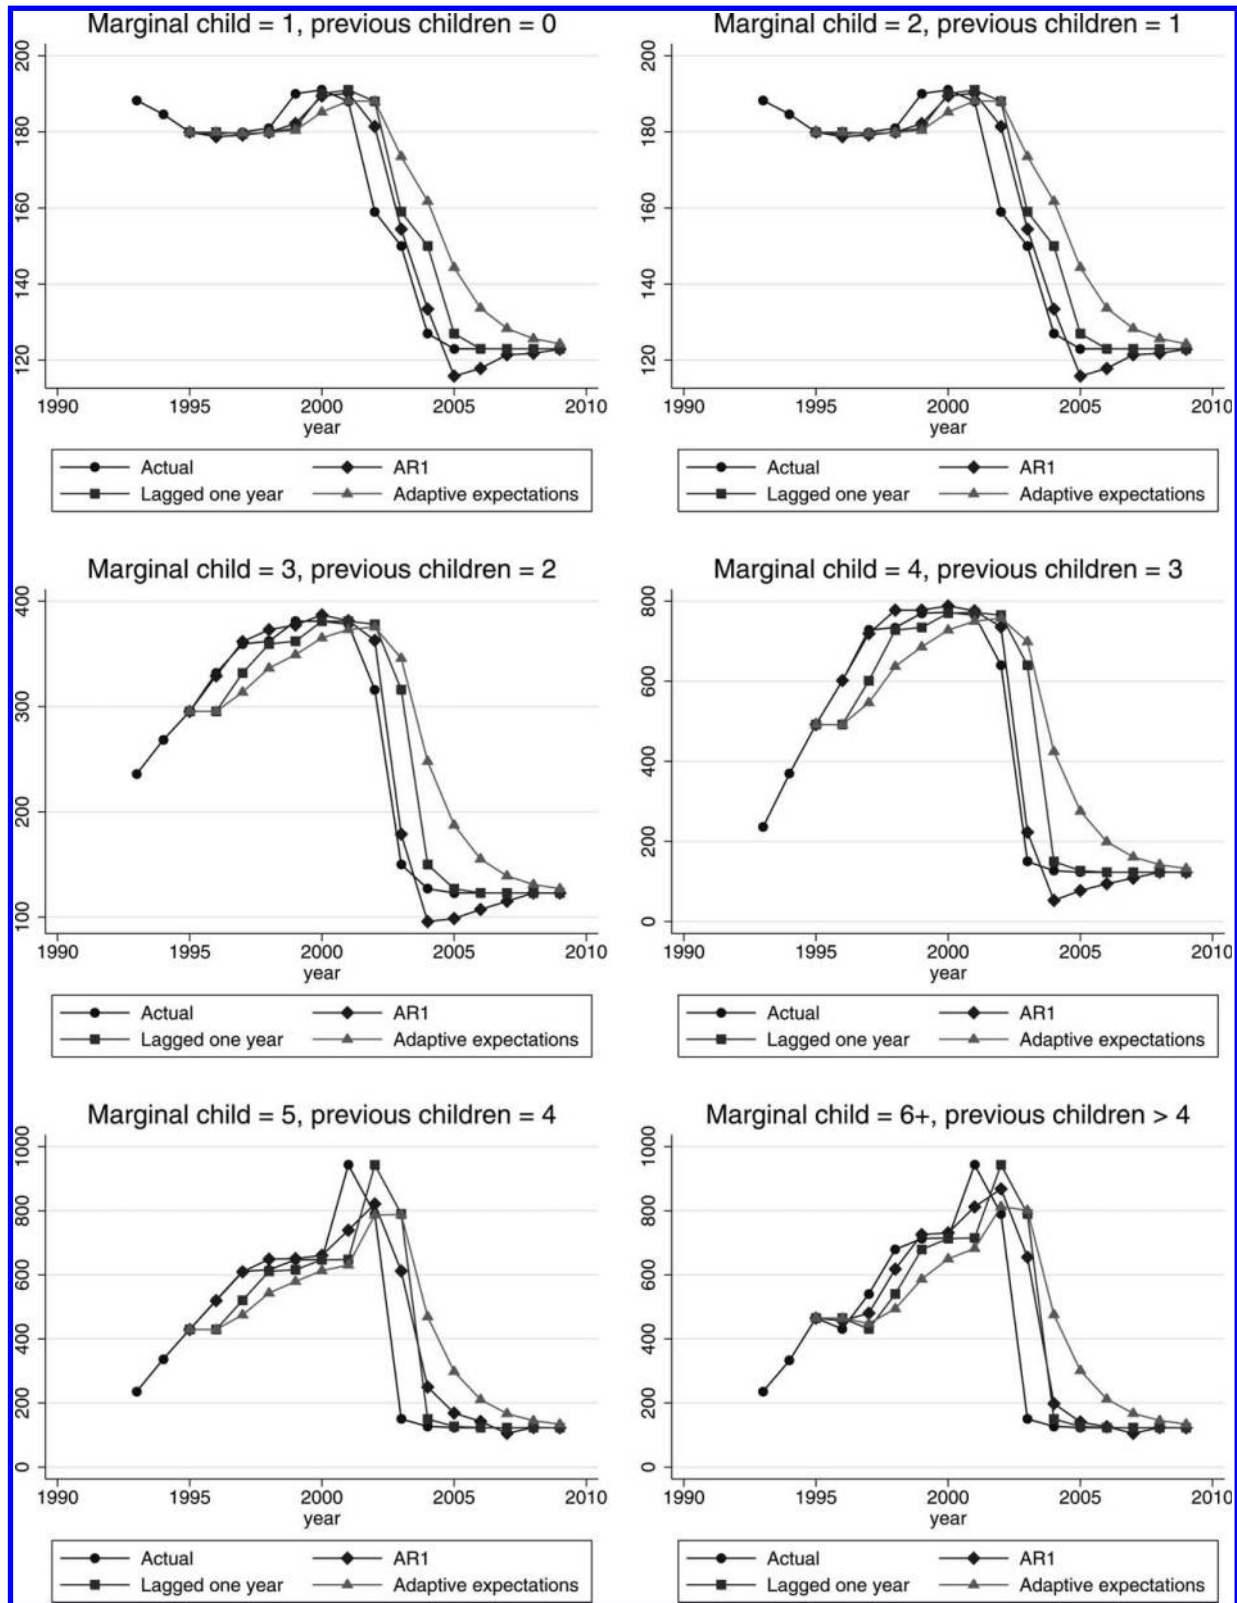 Marginal child = 1, previous children = 0
200
180
160
140
120
1990 1995 2000 2005 2010
year
Actual AR1
Lagged one year Adaptive expectations
Marginal child = 2, previous children = 1
200
180
160
140
120
1990 1995 2000 2005 2010
year
Actual AR1
Lagged one year Adaptive expectations
Marginal child = 3, previous children = 2
400
300
200
100
1990 1995 2000 2005 2010
year
Actual AR1
Lagged one year Adaptive expectations
Marginal child = 4, previous children = 3
800
600
400
200
0
1990 1995 2000 2005 2010
year
Actual AR1
Lagged one year Adaptive expectations
Marginal child = 5, previous children = 4
1000
800
600
400
200
0
1990 1995 2000 2005 2010
year
Actual AR1
Lagged one year Adaptive expectations
Marginal child = 6+, previous children > 4
1000
800
600
400
200
0
1990 1995 2000 2005 2010
year
Actual AR1
Lagged one year Adaptive expectations